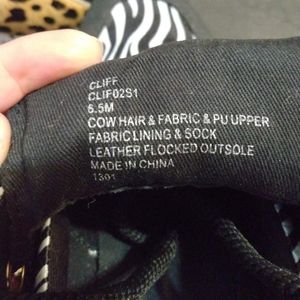 CLIFF
CLIF02S1
6.5M
COW HAIR & FABRIC & PU UPPER
FABRIC LINING & SOCK
LEATHER FLOCKED OUTSOLE
MADE IN CHINA
1301